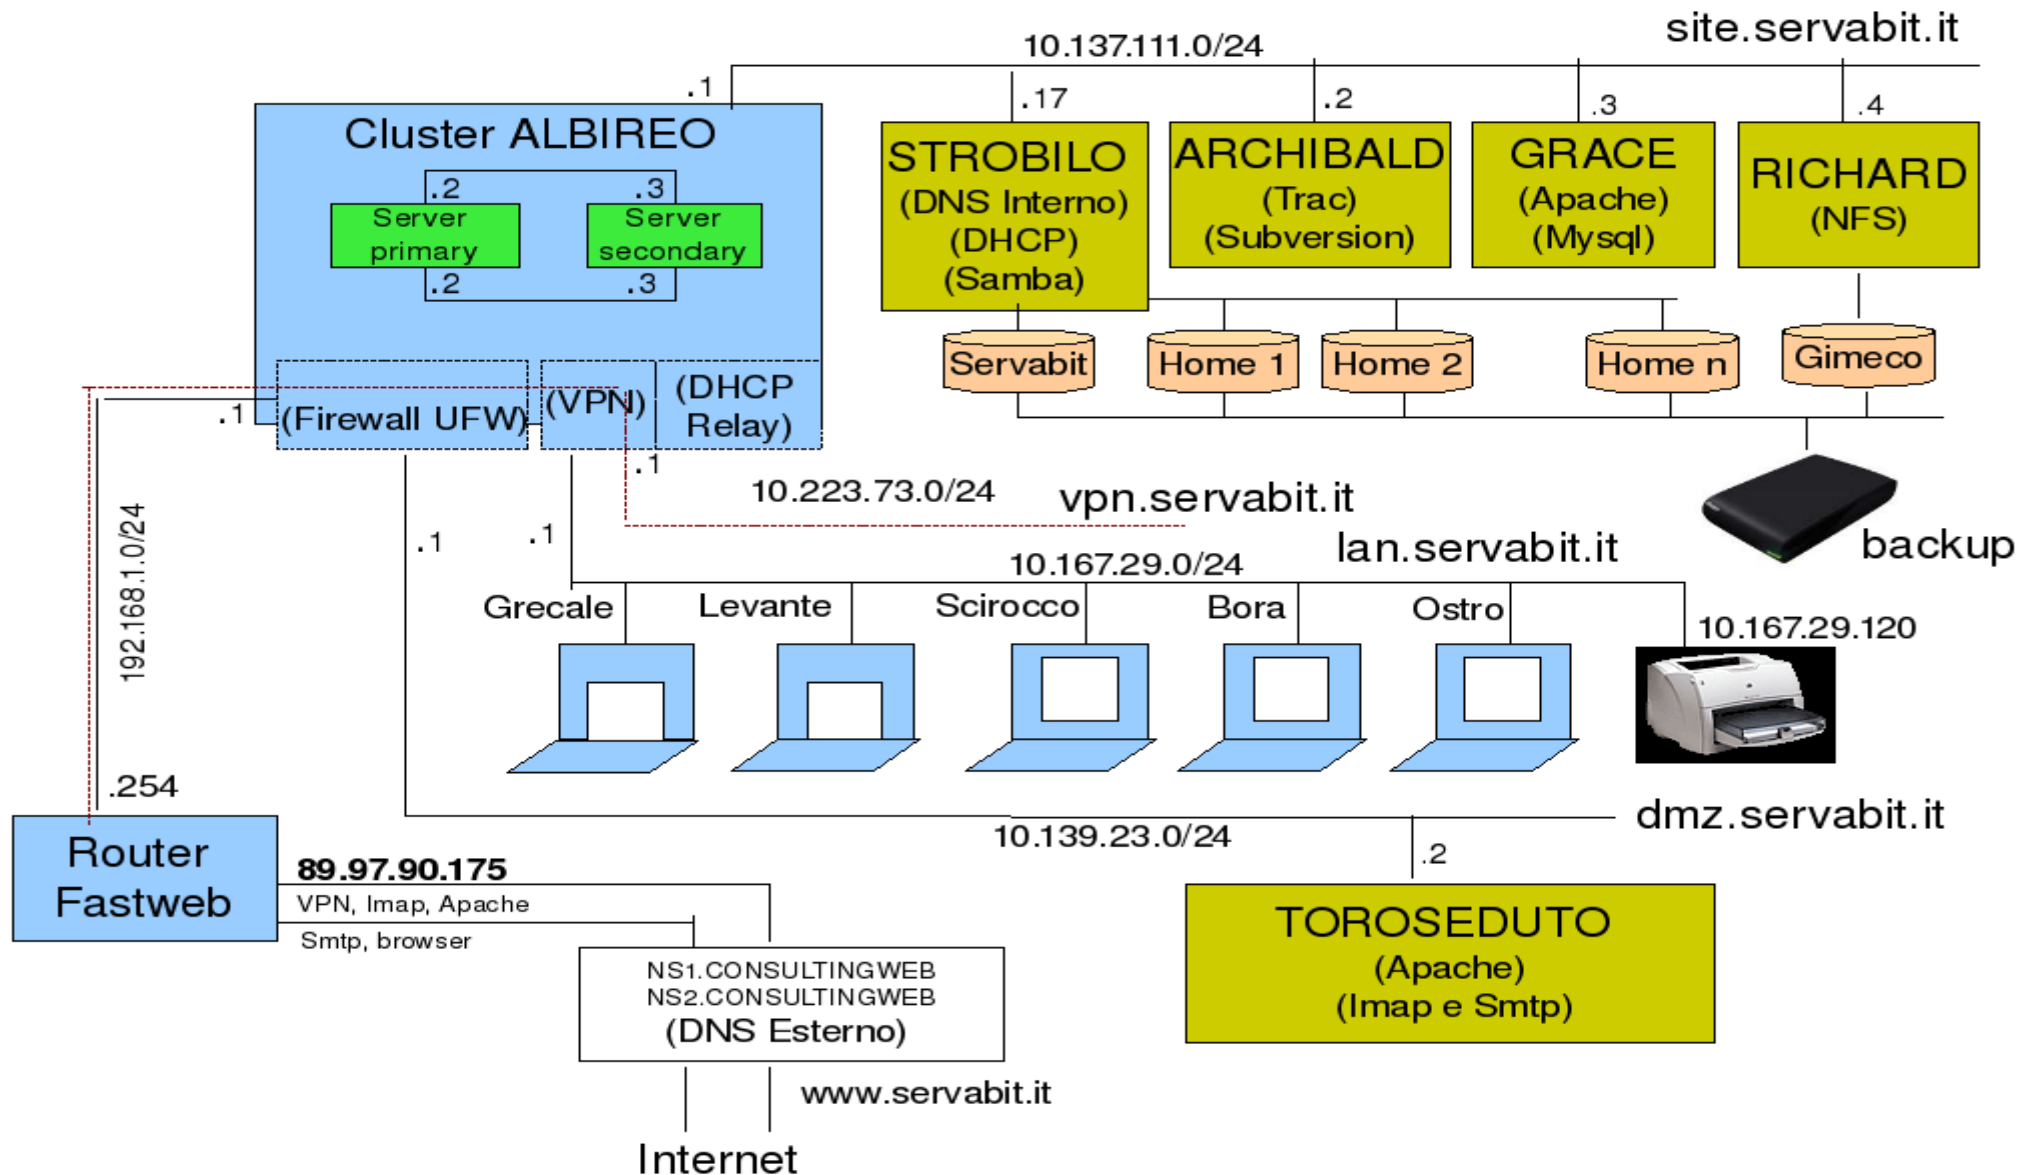 site.servabit.it
10.137.111.0/24
.1
.17
.2
.3
.4
Cluster ALBIREO
.2
.3
Server
primary
Server
secondary
.2
.3
STROBILO
(DNS Interno)
(DHCP)
(Samba)
ARCHIBALD
(Trac)
(Subversion)
GRACE
(Apache)
(Mysql)
RICHARD
(NFS)
Servabit
Home 1
Home 2
Home n
Gimeco
(Firewall UFW)
(VPN)
(DHCP
Relay)
.1
.1
10.223.73.0/24
vpn.servabit.it
backup
192.168.1.0/24
.1
.1
lan.servabit.it
10.167.29.0/24
Grecale
Levante
Scirocco
Bora
Ostro
10.167.29.120
.254
dmz.servabit.it
10.139.23.0/24
.2
Router
Fastweb
89.97.90.175
VPN, Imap, Apache
Smtp, browser
TOROSEDUTO
(Apache)
(Imap e Smtp)
NS1.CONSULTINGWEB
NS2.CONSULTINGWEB
(DNS Esterno)
www.servabit.it
Internet